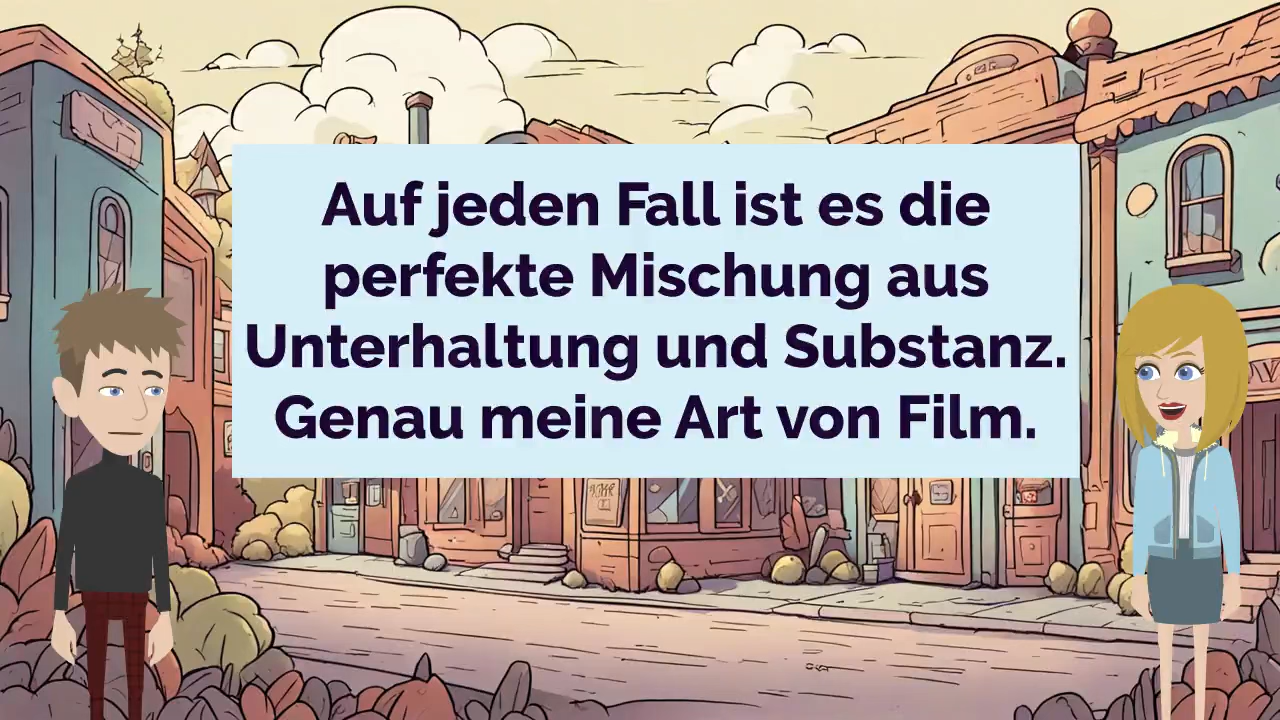 Auf jeden Fall ist es die
perfekte Mischung aus
Unterhaltung und Substanz.
Genau meine Art von Film.